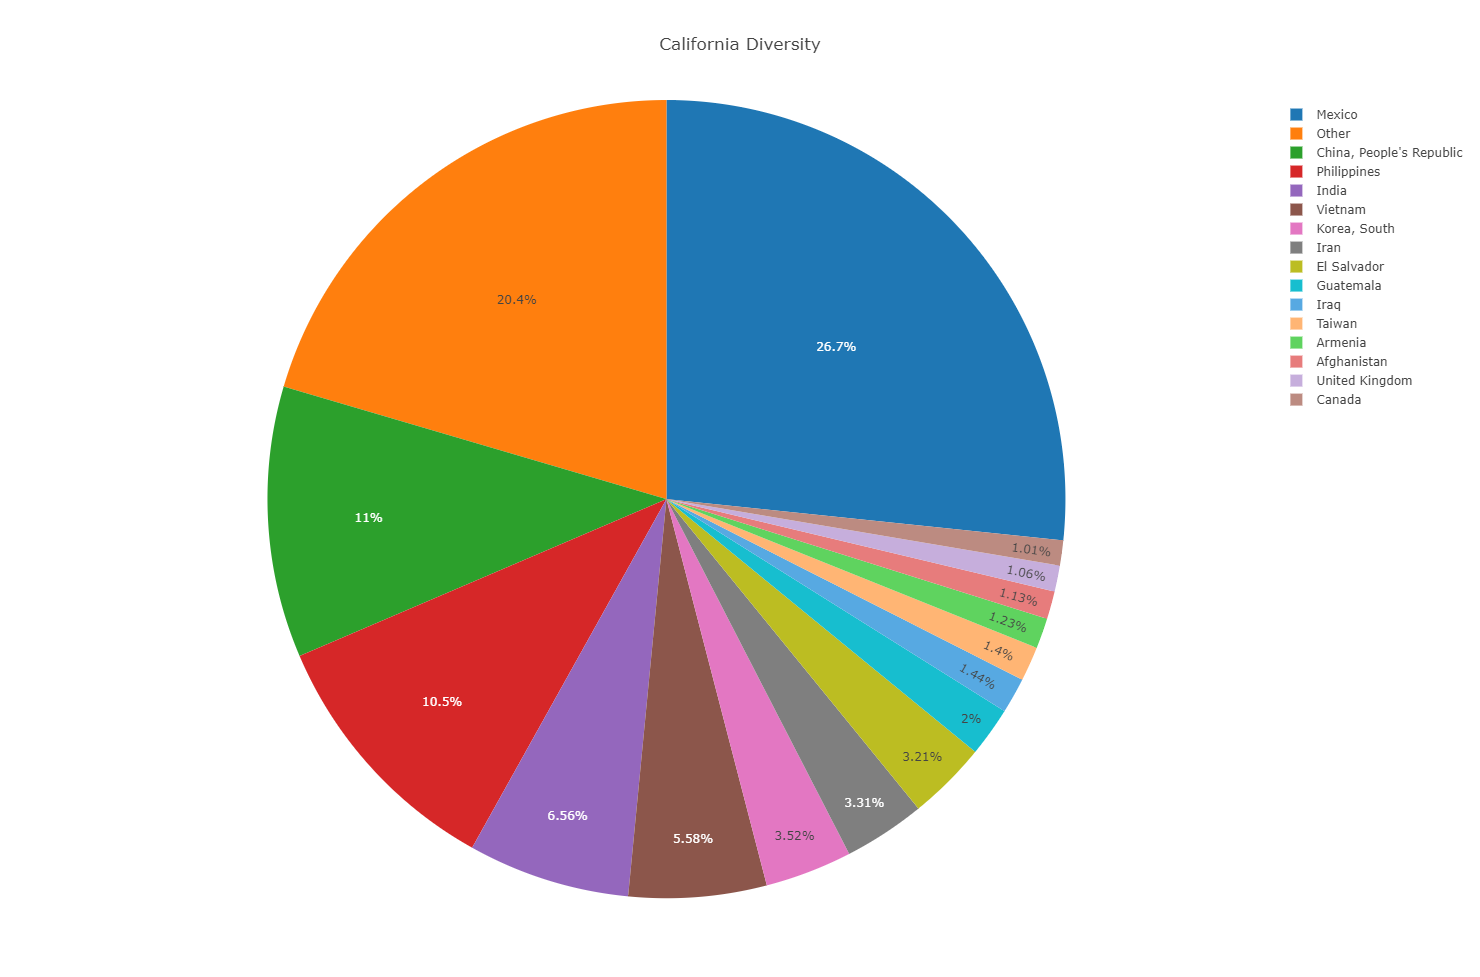 California Diversity
Mexico
Other
China, People's Republic
Philippines
India
Vietnam
Korea, South
Iran
El Salvador
Guatemala
Iraq
Taiwan
Armenia
Afghanistan
United Kingdom
Canada
20.4%
26.7%
11%
1.01%
1.06%
1.13%
1.23%
1.4%
1.44%
10.5%
2%
3.21%
3.31%
6.56%
5.58%
3.52%